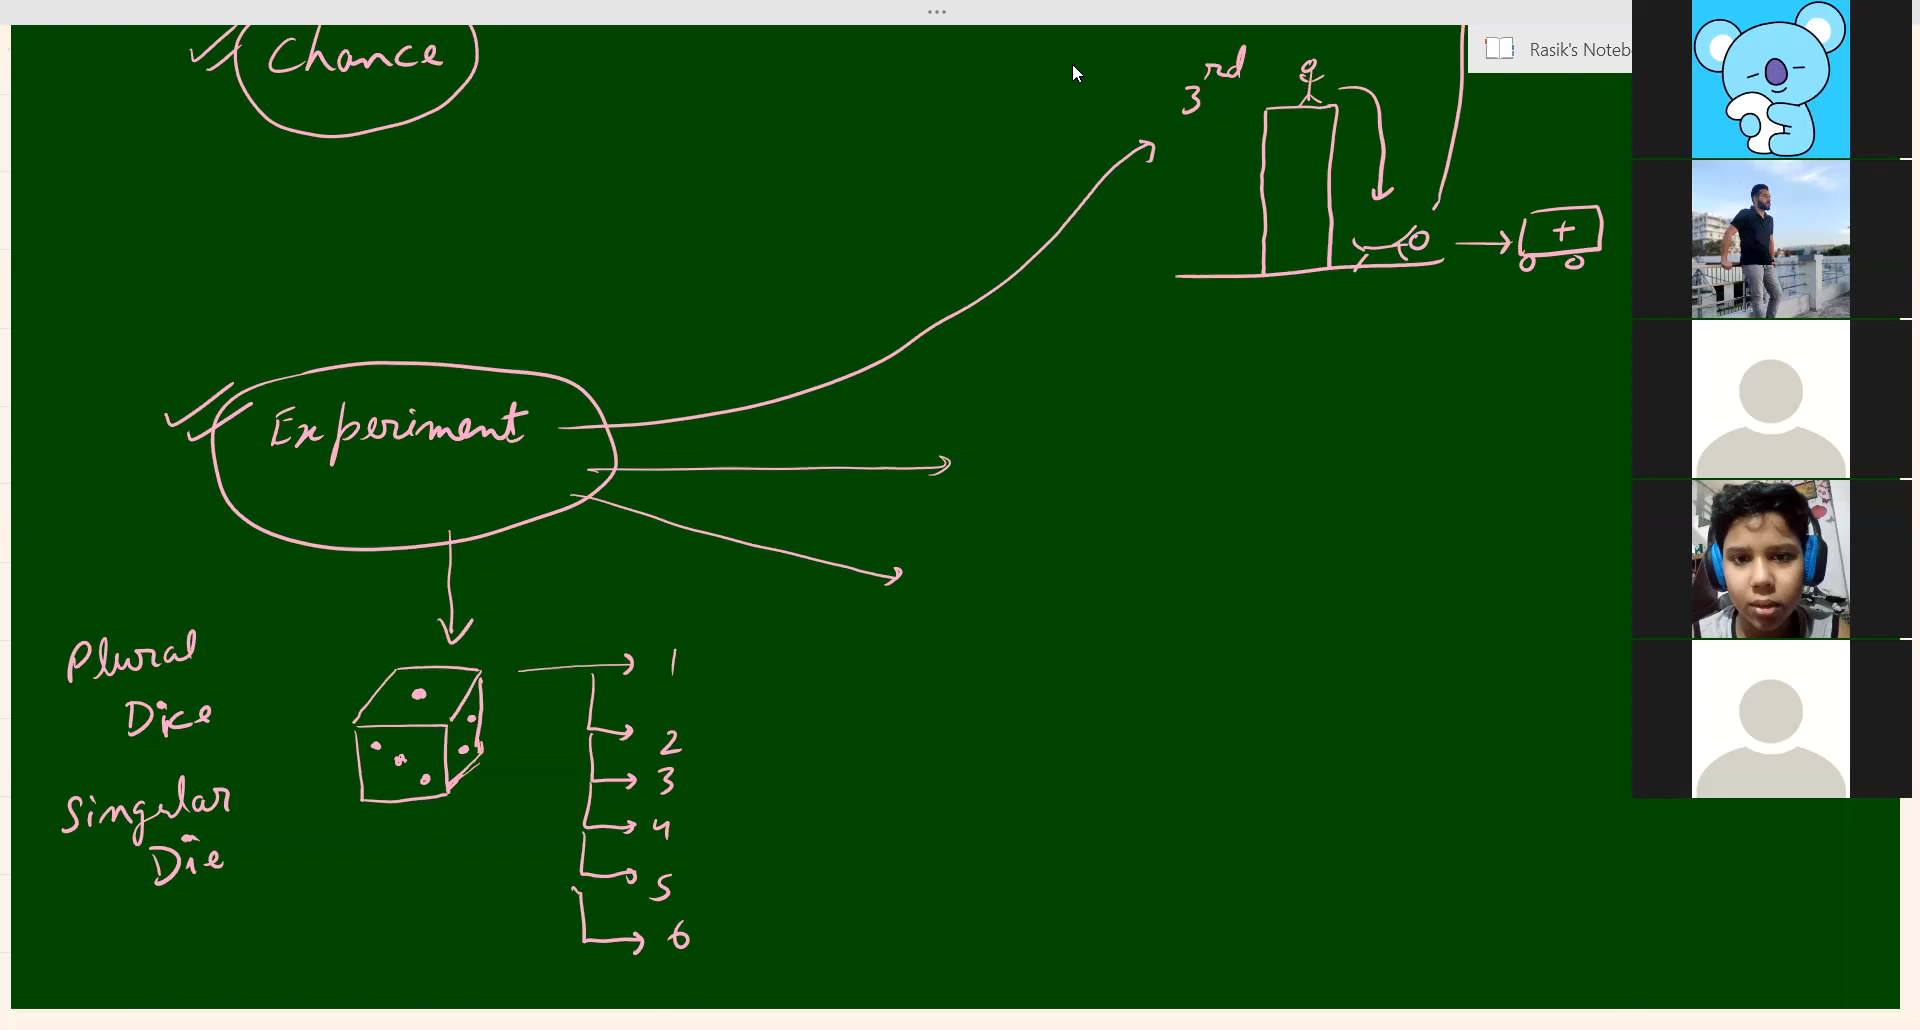 Chance
3rd
Rasik's Noteb
Experiment
Plural
Dice
Singular
Die
1
2
3
4
5
6